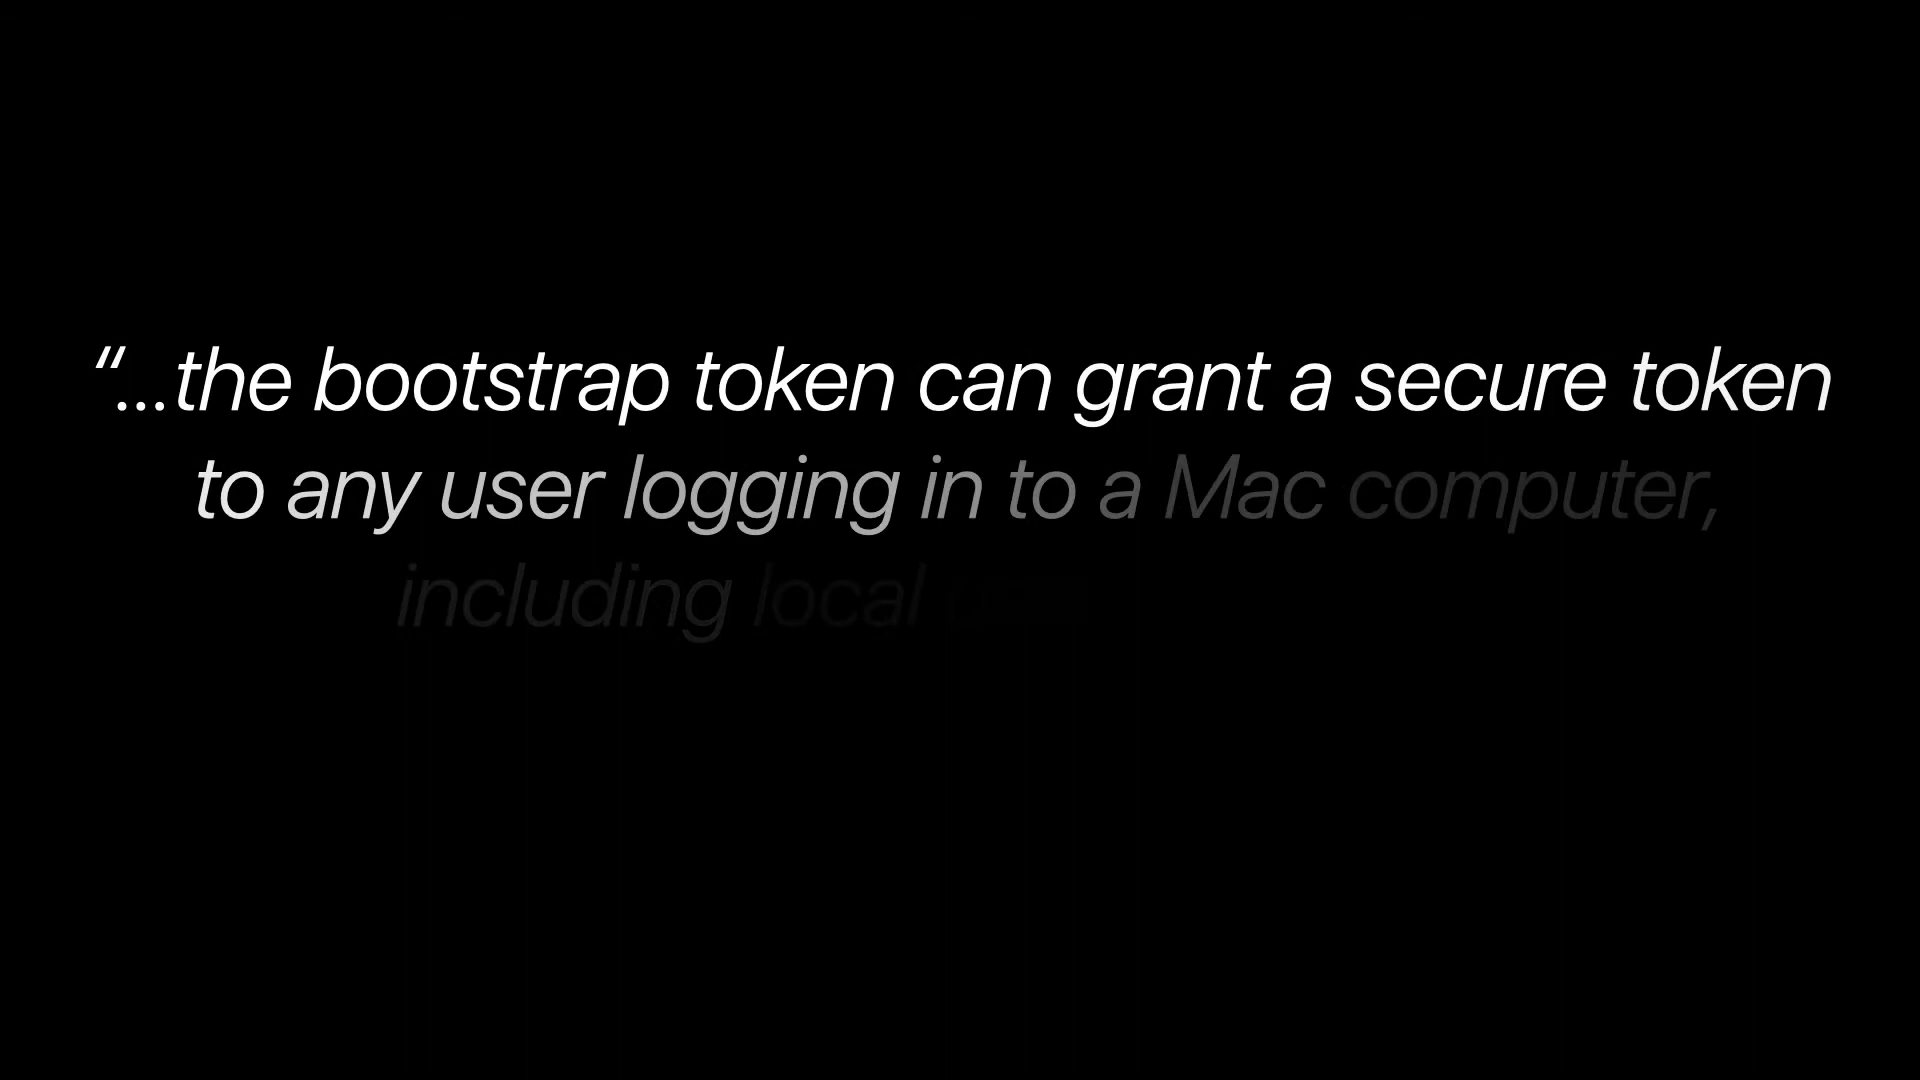 “...the bootstrap token can grant a secure token
to any user logging in to a Mac computer,
including local